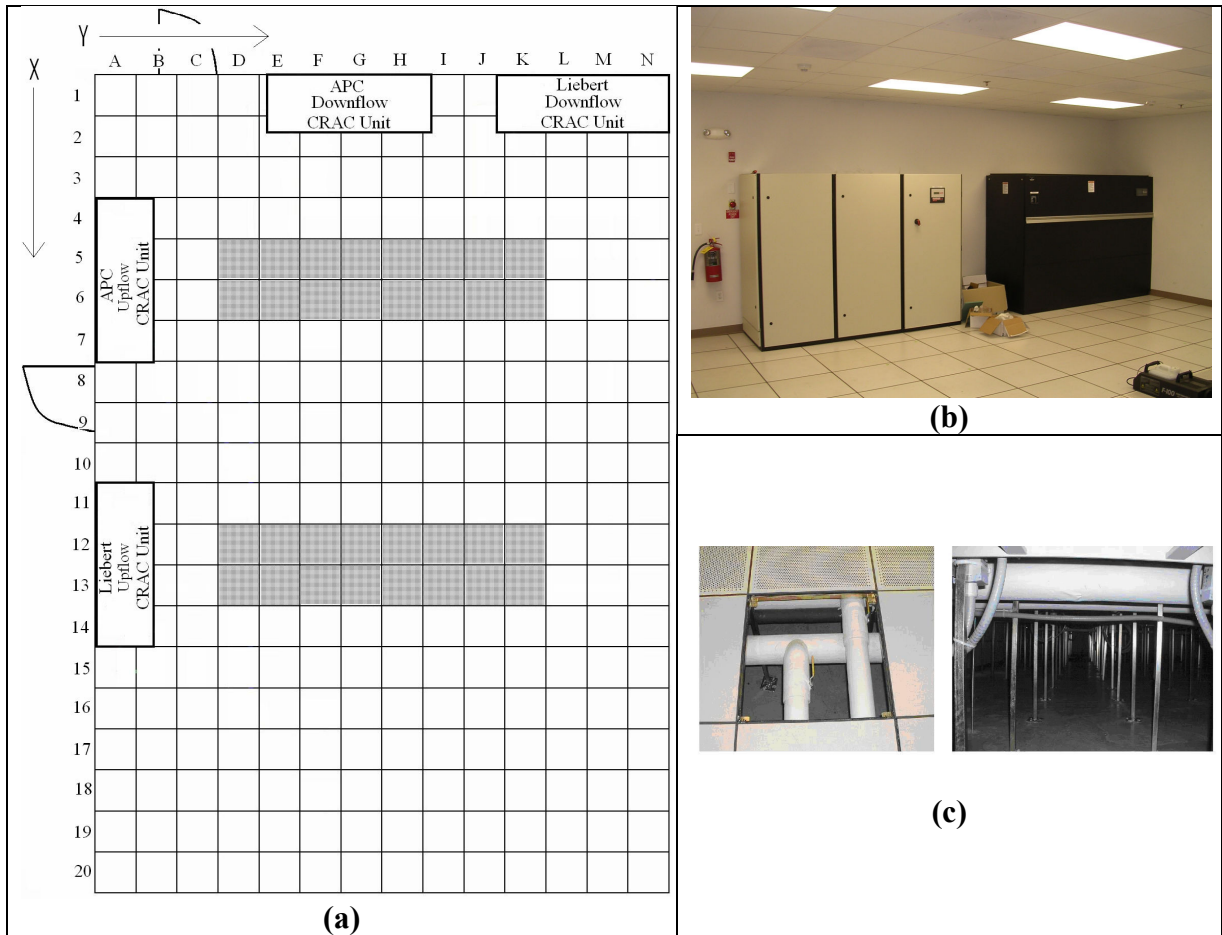 Y
X
A B C D E F G H I J K L M N
1
APC
Downflow
CRAC Unit
Liebert
Downflow
CRAC Unit
2
3
4
5
6
7
APC
Upflow
CRAC Unit
8
9
10
11
12
13
14
Liebert
Upflow
CRAC Unit
15
16
17
18
19
20
(a)
(b)
(c)